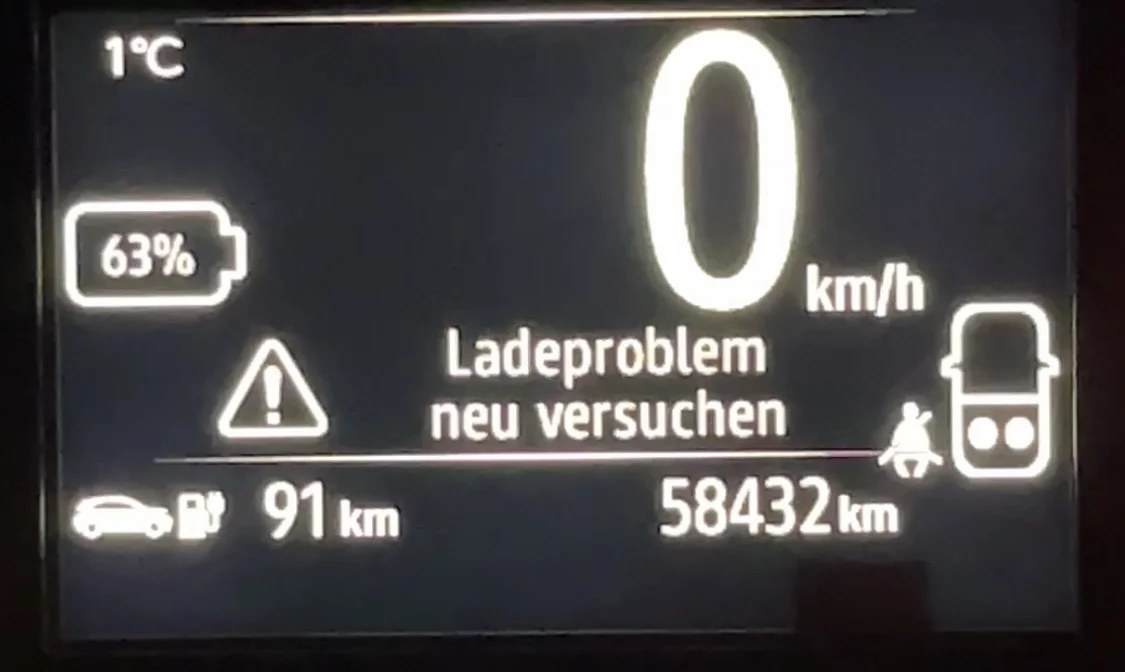 1°C
0 km/h
63%
Ladeproblem
neu versuchen
91 km
58432 km